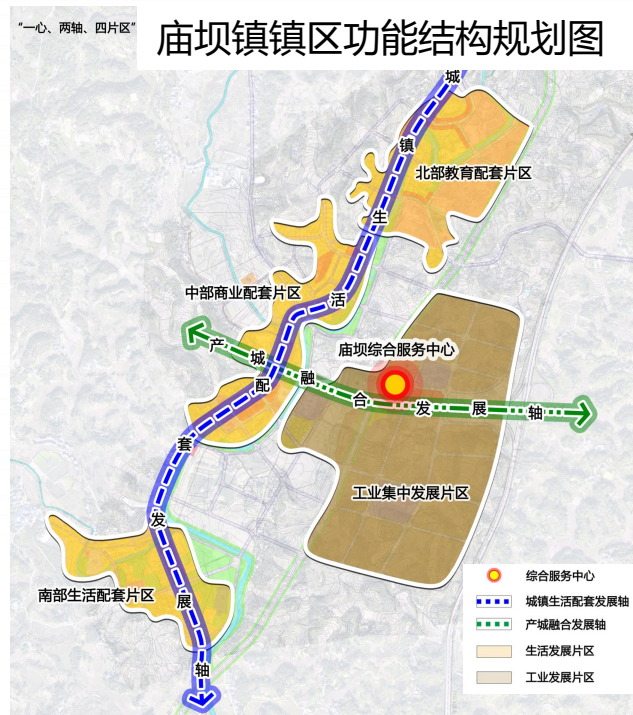 “一心、两轴、四片区”
庙坝镇镇区功能结构规划图
城镇生活配套发展轴
北部教育配套片区
中部商业配套片区
产城融合发展轴
庙坝综合服务中心
工业集中发展片区
南部生活配套片区
综合服务中心
城镇生活配套发展轴
产城融合发展轴
生活发展片区
工业发展片区